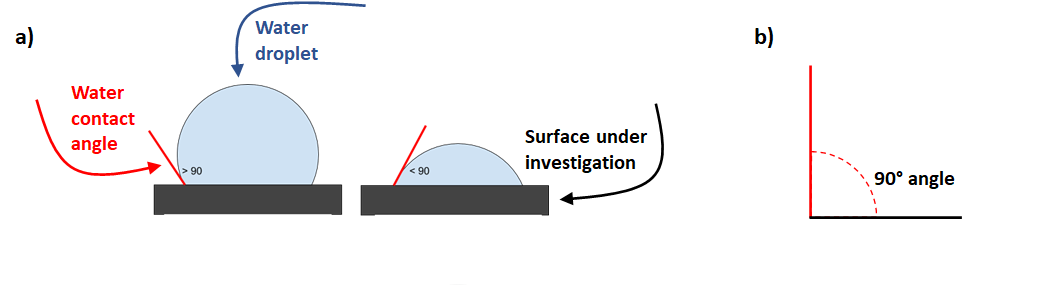 a)
Water
droplet
b)
Water
contact
angle
> 90
< 90
Surface under
investigation
90° angle